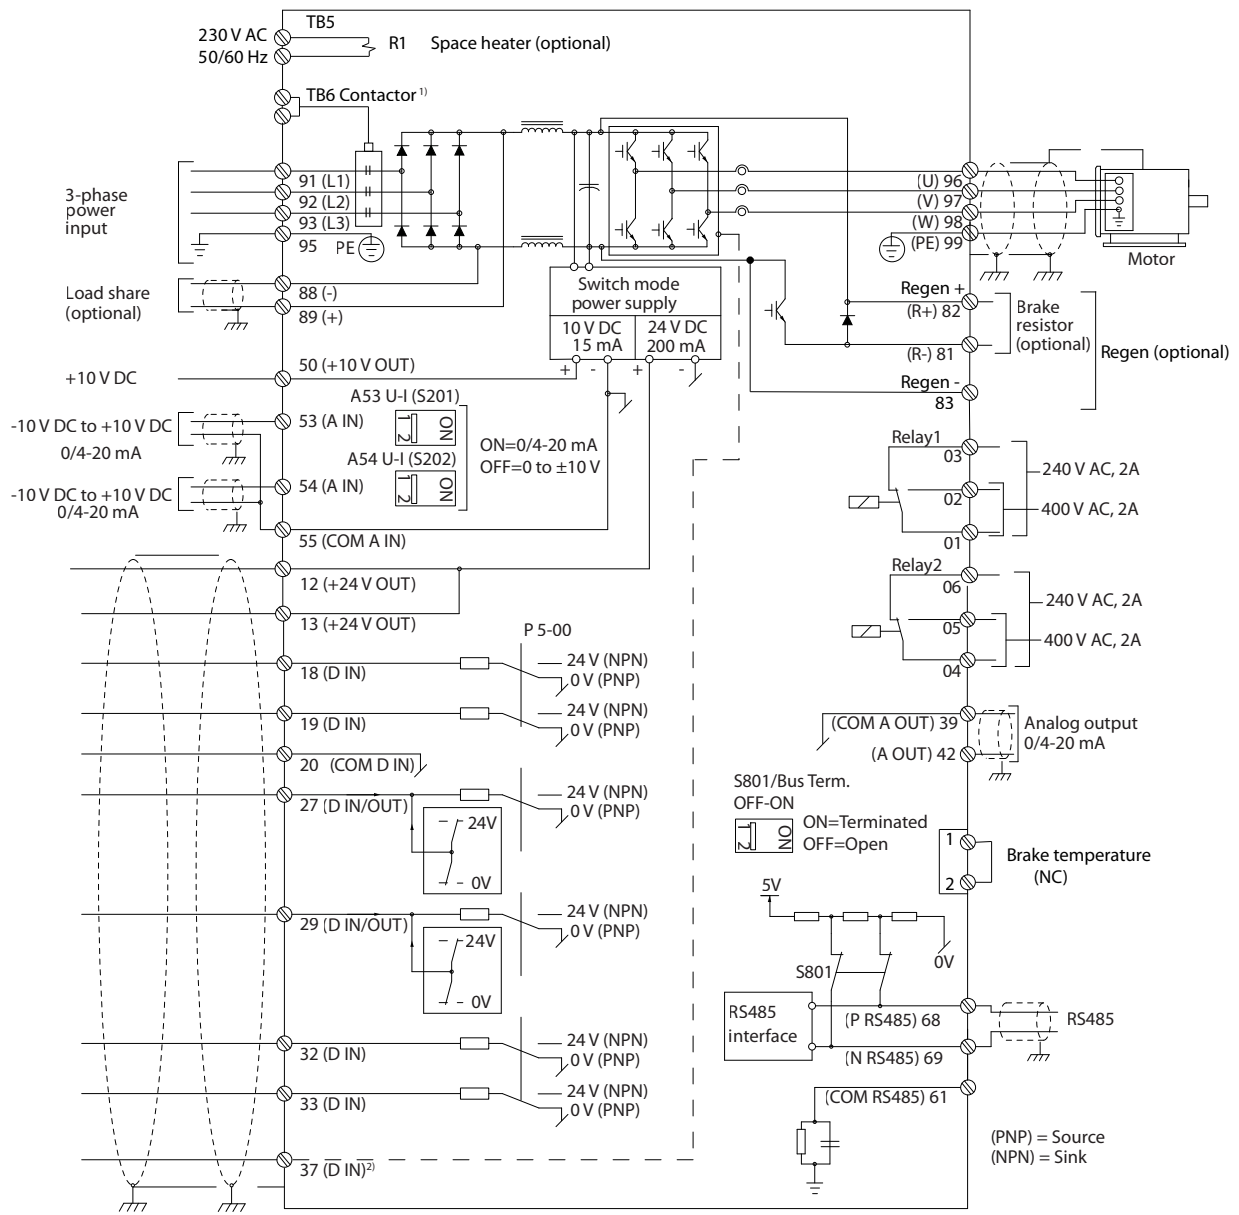 TB5
230 V AC
50/60 Hz
R1
Space heater (optional)
TB6 Contactor 1)
3-phase
power
input
91 (L1)
92 (L2)
93 (L3)
95
PE
(U) 96
(V) 97
(W) 98
(PE) 99
Motor
Load share
(optional)
88 (-)
89 (+)
Switch mode
power supply
10 V DC
15 mA
24 V DC
200 mA
+ - + -
Regen +
(R+) 82
Brake
resistor
(optional)
(R-) 81
Regen (optional)
Regen -
83
+10 V DC
50 (+10 V OUT)
A53 U-I (S201)
1 2
ON
-10 V DC to +10 V DC
0/4-20 mA
53 (A IN)
ON=0/4-20 mA
OFF=0 to ±10 V
A54 U-I (S202)
1 2
ON
-10 V DC to +10 V DC
0/4-20 mA
54 (A IN)
55 (COM A IN)
Relay1
03
240 V AC, 2A
02
400 V AC, 2A
01
12 (+24 V OUT)
13 (+24 V OUT)
Relay2
06
240 V AC, 2A
05
400 V AC, 2A
04
P 5-00
18 (D IN)
24 V (NPN)
0 V (PNP)
19 (D IN)
24 V (NPN)
0 V (PNP)
20 (COM D IN)
27 (D IN/OUT)
24 V (NPN)
0 V (PNP)
24V
0V
29 (D IN/OUT)
24 V (NPN)
0 V (PNP)
24V
0V
32 (D IN)
24 V (NPN)
0 V (PNP)
33 (D IN)
24 V (NPN)
0 V (PNP)
37 (D IN) 2)
(COM A OUT) 39
(A OUT) 42
Analog output
0/4-20 mA
S801/Bus Term.
OFF-ON
1 2
ON
ON=Terminated
OFF=Open
1
2
Brake temperature
(NC)
5V
S801
0V
RS485
interface
(P RS485) 68
(N RS485) 69
RS485
(COM RS485) 61
(PNP) = Source
(NPN) = Sink